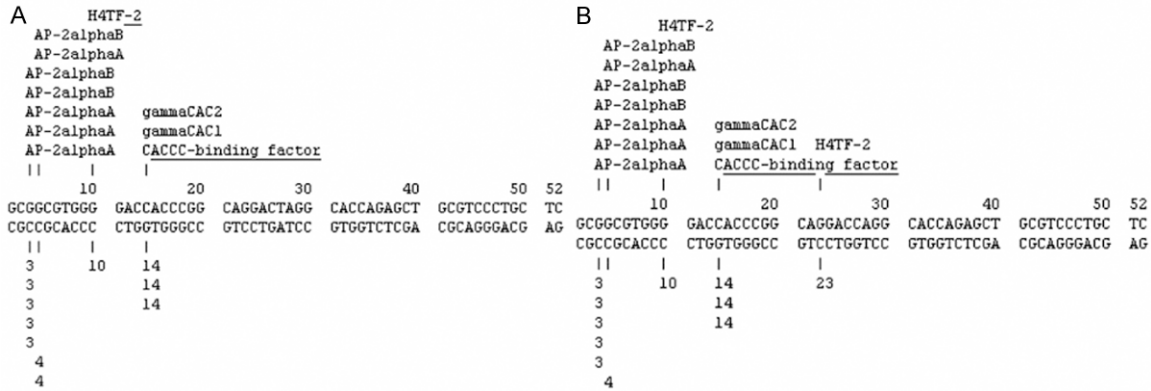 A
H4TF-2
AP-2alphaB
AP-2alphaA
AP-2alphaB
AP-2alphaB
AP-2alphaA gammaCAC2
AP-2alphaA gammaCAC1
AP-2alphaA CACCC-binding factor
10 20 30 40 50 52
GCGGCGTGGG GACCACCCGG CAGGACTAGG CACCAGAGCT GCGTCCCTGC TC
CGCCGCACCC CTGGTGGGCC GTCCTGATCC GTGGTCTCGA CGCAGGGACG AG
3 10 14
3 14
3 14
3
3
4
4
B
H4TF-2
AP-2alphaB
AP-2alphaA
AP-2alphaB
AP-2alphaB
AP-2alphaA gammaCAC2
AP-2alphaA gammaCAC1 H4TF-2
AP-2alphaA CACCC-binding factor
10 20 30 40 50 52
GCGGCGTGGG GACCACCCGG CAGGACCAGG CACCAGAGCT GCGTCCCTGC TC
CGCCGCACCC CTGGTGGGCC GTCCTGGTCC GTGGTCTCGA CGCAGGGACG AG
3 10 14 23
3 14
3 14
3
3
4